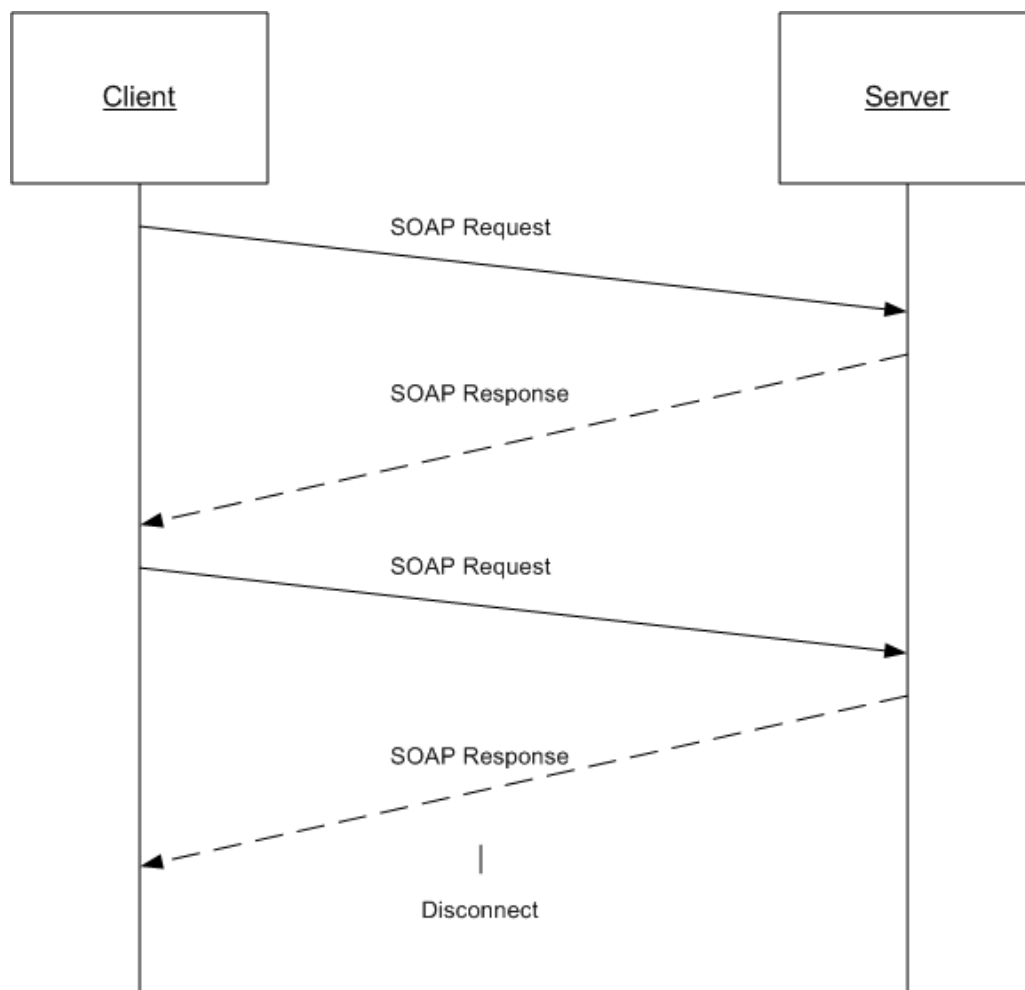 Client
Server
SOAP Request
SOAP Response
SOAP Request
SOAP Response
Disconnect